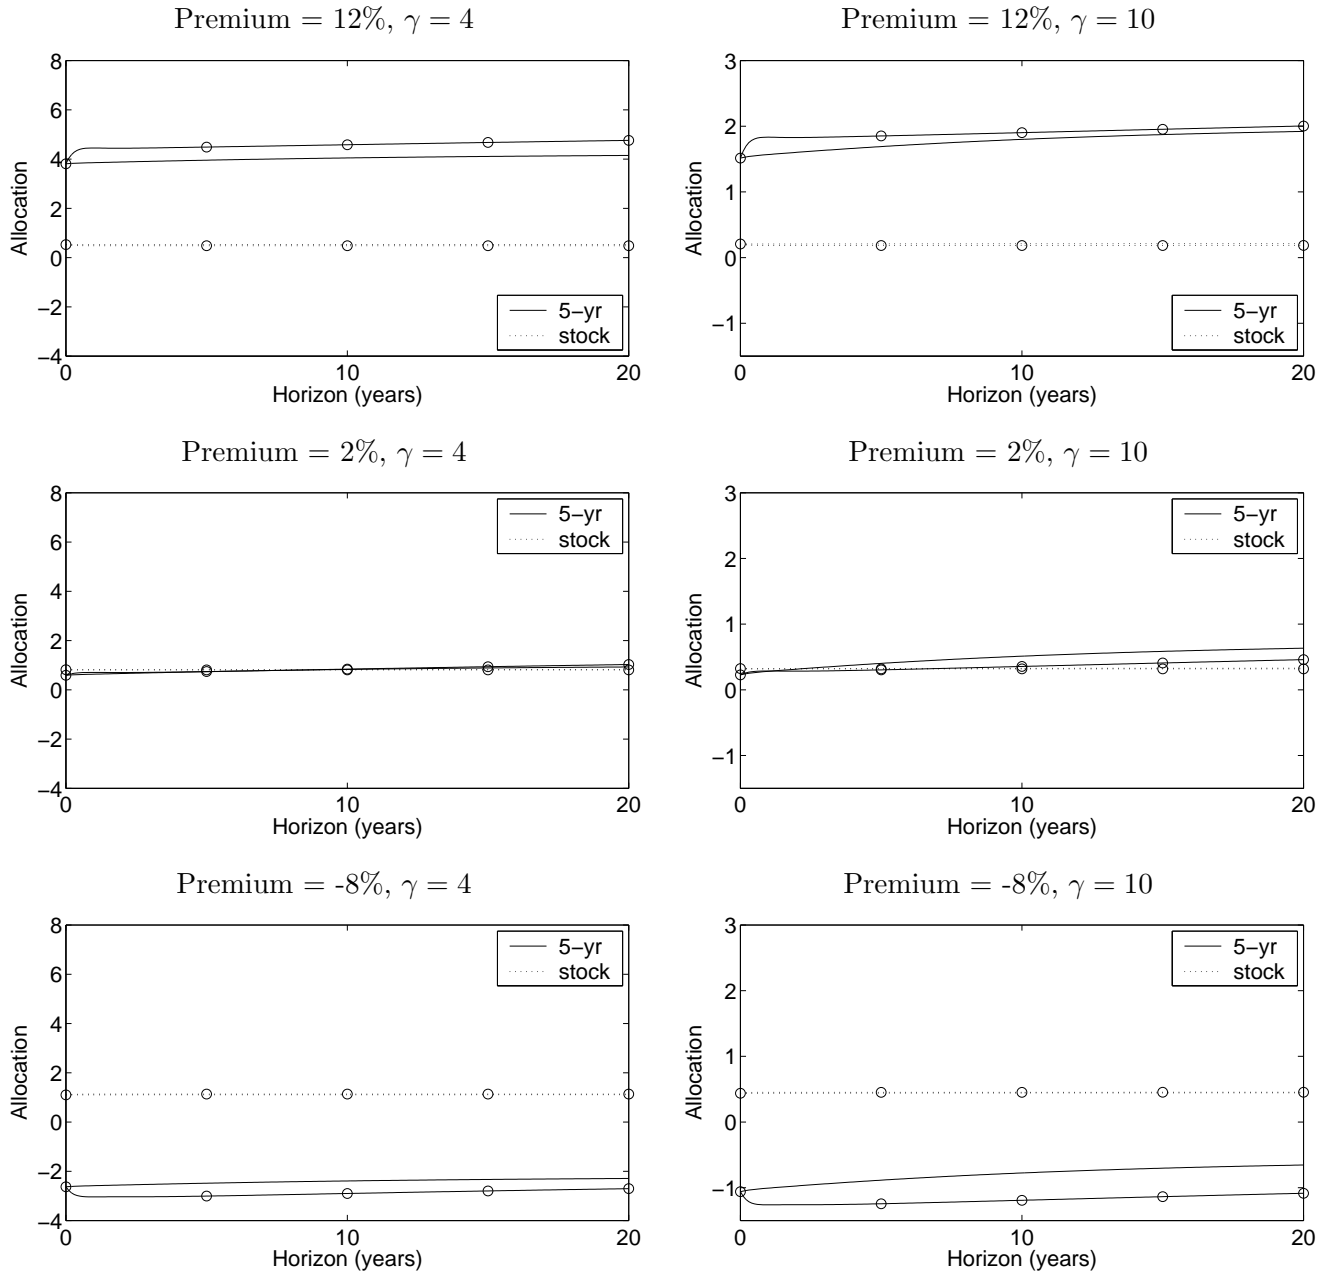 Premium = 12%, γ = 4
8
6
4
2
0
−2
−4
Allocation
5−yr
stock
0
10
20
Horizon (years)
Premium = 12%, γ = 10
3
2
1
0
−1
Allocation
5−yr
stock
0
10
20
Horizon (years)
Premium = 2%, γ = 4
8
6
4
2
0
−2
−4
Allocation
5−yr
stock
0
10
20
Horizon (years)
Premium = 2%, γ = 10
3
2
1
0
−1
Allocation
5−yr
stock
0
10
20
Horizon (years)
Premium = -8%, γ = 4
8
6
4
2
0
−2
−4
Allocation
5−yr
stock
0
10
20
Horizon (years)
Premium = -8%, γ = 10
3
2
1
0
−1
Allocation
5−yr
stock
0
10
20
Horizon (years)